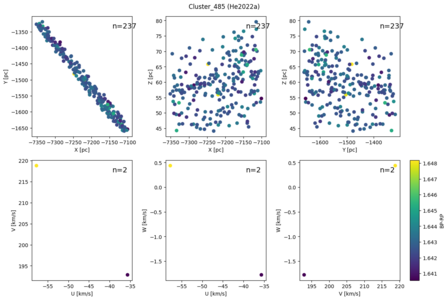 Cluster_485 (He2022a)
n=237
n=237
n=237
−1350
−1400
−1450
−1500
−1550
−1600
−1650
Y [pc]
−7350 −7300 −7250 −7200 −7150 −7100
X [pc]
80
75
70
65
60
55
50
45
Z [pc]
−7350 −7300 −7250 −7200 −7150 −7100
X [pc]
80
75
70
65
60
55
50
45
Z [pc]
−1600 −1500 −1400
Y [pc]
n=2
n=2
n=2
220
215
210
205
200
195
V [km/s]
−55 −50 −45 −40 −35
U [km/s]
0.5
0.0
−0.5
−1.0
−1.5
W [km/s]
−55 −50 −45 −40 −35
U [km/s]
0.5
0.0
−0.5
−1.0
−1.5
W [km/s]
195 200 205 210 215 220
V [km/s]
1.648
1.647
1.646
1.645
1.644
1.643
1.642
1.641
BP-RP